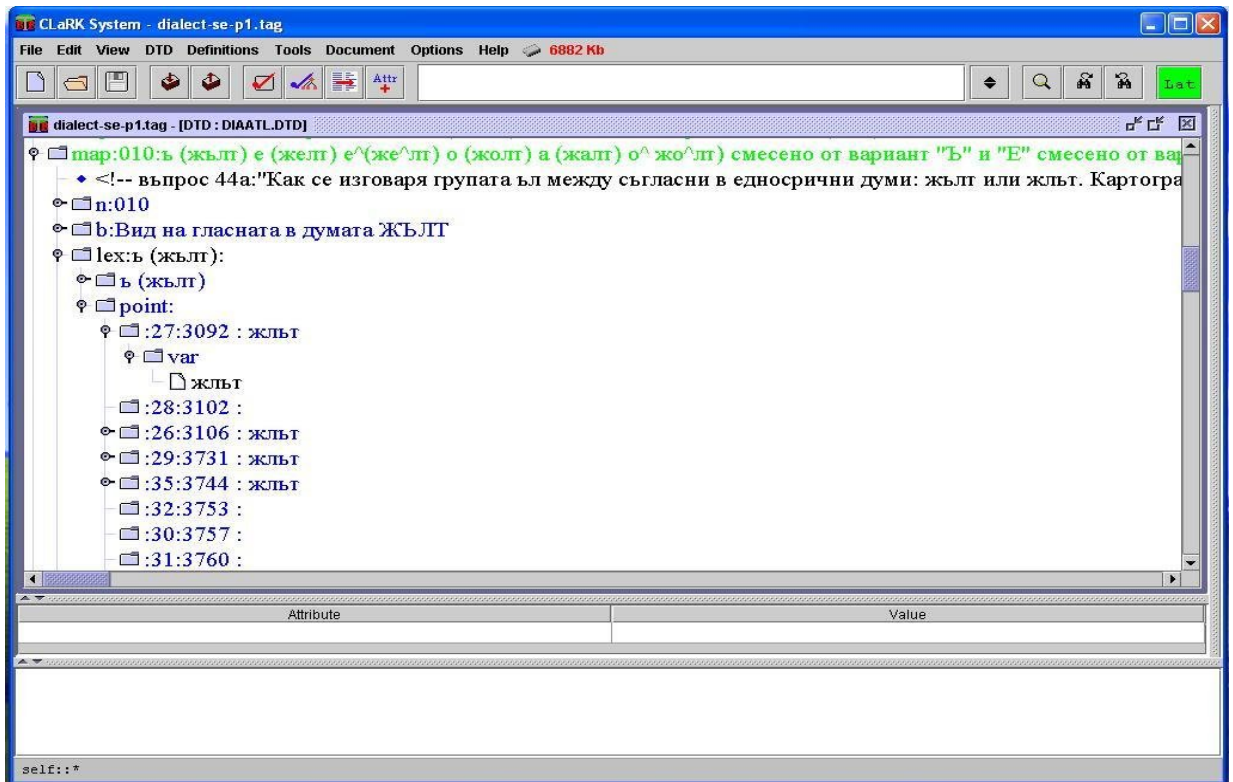 CLaRK System - dialect-se-p1.tag
File Edit View DTD Definitions Tools Document Options Help 6882 Kb
Attr
Lat
dialect-se-p1.tag - [DTD : DIAATL.DTD]
map:010:ъ (жълт) е (желт) е^(же^лт) о (жолт) а (жалт) о^ жо^лт) смесено от вариант "Ъ" и "Е" смесено от вар
<!-- въпрос 44а:"Как се изговаря групата ъл между съгласни в едносрични думи: жълт или жлът. Картогра
n:010
b:Вид на гласната в думата ЖЪЛТ
lex:ъ (жълт):
ъ (жълт)
point:
:27:3092 : жлът
var
жлът
:28:3102 :
:26:3106 : жлът
:29:3731 : жлът
:35:3744 : жлът
:32:3753 :
:30:3757 :
:31:3760 :
Attribute Value
self::*